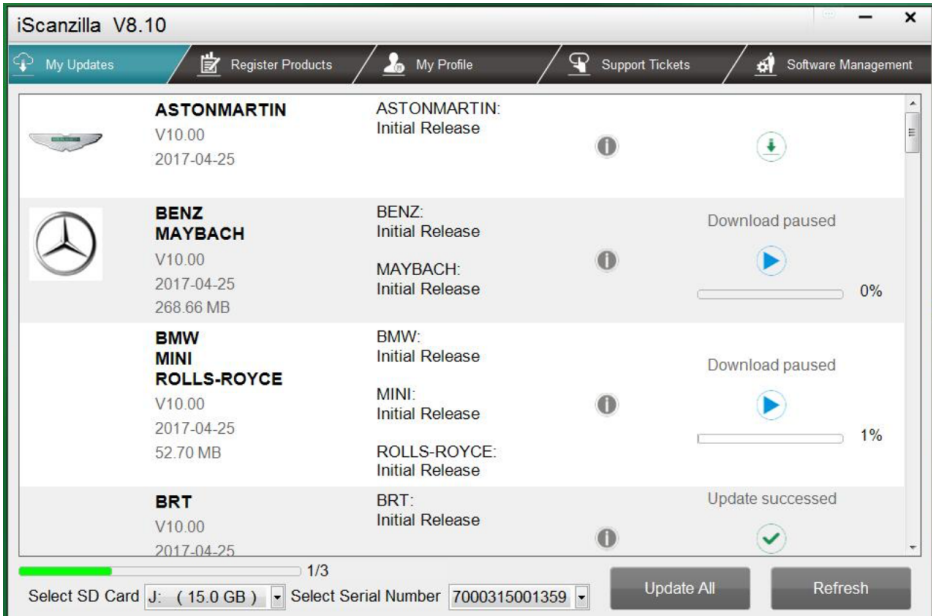 iScanzilla V8.10
My Updates
Register Products
My Profile
Support Tickets
Software Management
ASTONMARTIN
V10.00
2017-04-25
ASTONMARTIN:
Initial Release
BENZ
MAYBACH
V10.00
2017-04-25
268.66 MB
BENZ:
Initial Release
MAYBACH:
Initial Release
Download paused
0%
BMW
MINI
ROLLS-ROYCE
V10.00
2017-04-25
52.70 MB
BMW:
Initial Release
MINI:
Initial Release
ROLLS-ROYCE:
Initial Release
Download paused
1%
BRT
V10.00
2017-04-25
BRT:
Initial Release
Update successed
1/3
Select SD Card J: ( 15.0 GB ) Select Serial Number 7000315001359
Update All
Refresh